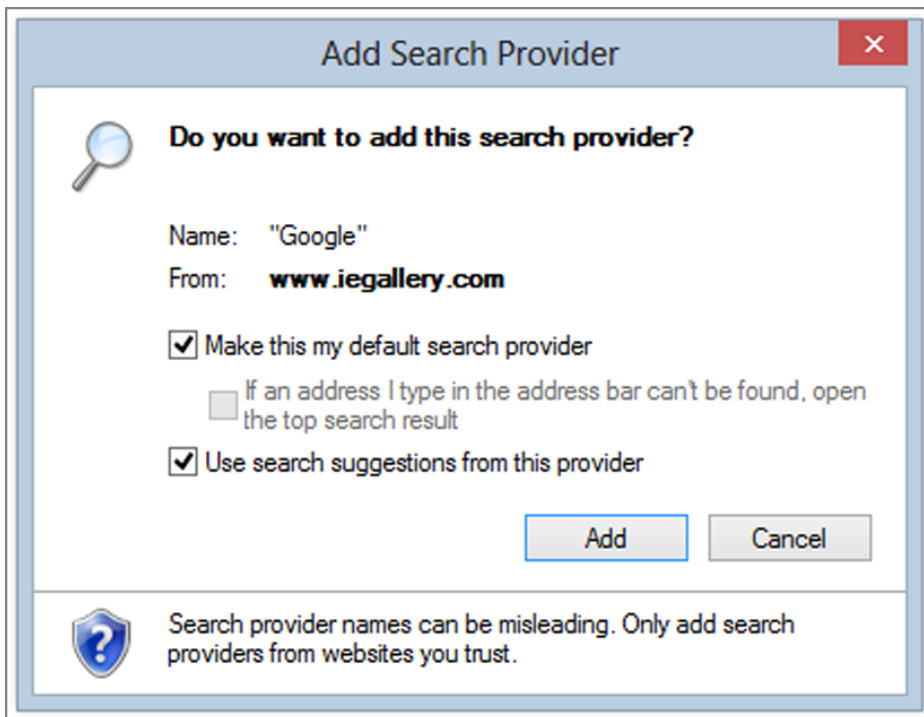 Add Search Provider
Do you want to add this search provider?
Name: "Google"
From: www.iegallery.com
Make this my default search provider
If an address I type in the address bar can't be found, open
the top search result
Use search suggestions from this provider
Add Cancel
Search provider names can be misleading. Only add search
providers from websites you trust.